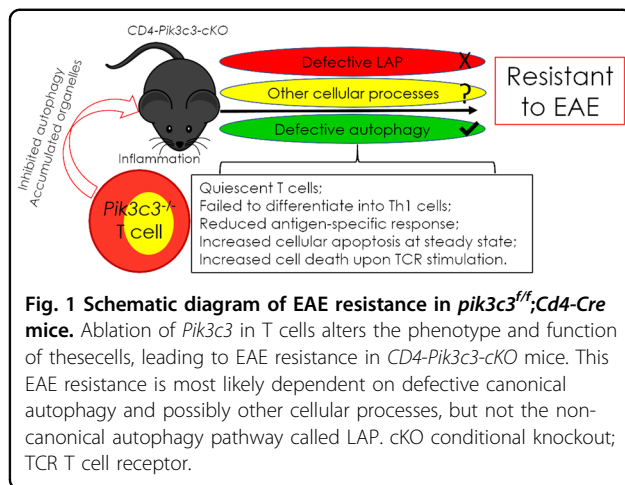 CD4-Pik3c3-cKO
Defective LAP X
Other cellular processes ?
Defective autophagy ✔
Resistant
to EAE
Inhibited autophagy
Accumulated organelles
Inflammation
Pik3c3-/-
T cell
Quiescent T cells;
Failed to differentiate into Th1 cells;
Reduced antigen-specific response;
Increased cellular apoptosis at steady state;
Increased cell death upon TCR stimulation.
Fig. 1 Schematic diagram of EAE resistance in pik3c3f/f;Cd4-Cre
mice. Ablation of Pik3c3 in T cells alters the phenotype and function
of thesecells, leading to EAE resistance in CD4-Pik3c3-cKO mice. This
EAE resistance is most likely dependent on defective canonical
autophagy and possibly other cellular processes, but not the non-
canonical autophagy pathway called LAP. cKO conditional knockout;
TCR T cell receptor.